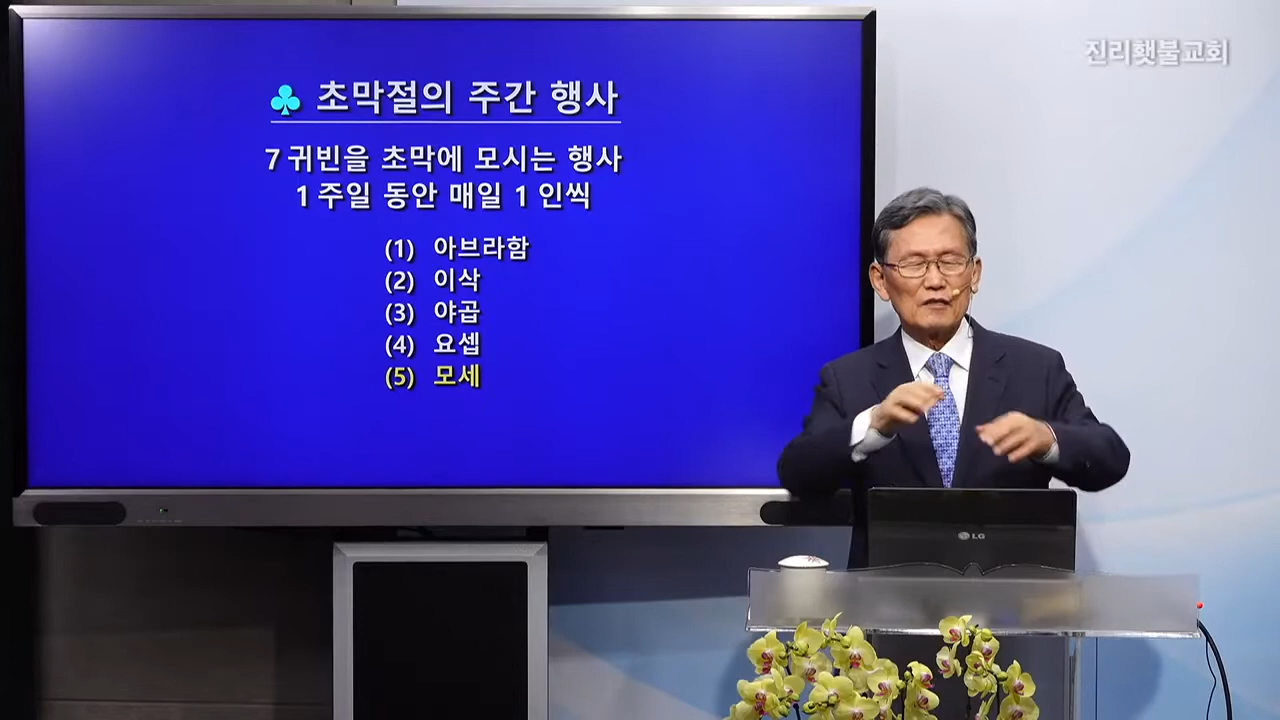 진리횃불교회
♣ 초막절의 주간 행사
7 귀빈을 초막에 모시는 행사
1 주일 동안 매일 1 인씩
(1) 아브라함
(2) 이삭
(3) 야곱
(4) 요셉
(5) 모세
LG